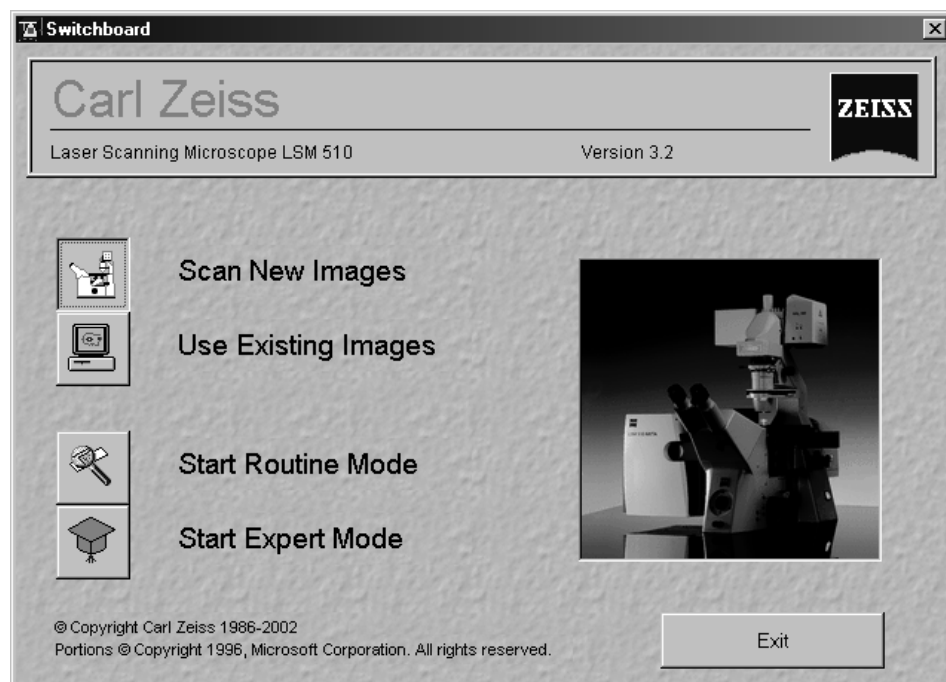 Switchboard
Carl Zeiss
ZEISS
Laser Scanning Microscope LSM 510 Version 3.2
Scan New Images
Use Existing Images
Start Routine Mode
Start Expert Mode
© Copyright Carl Zeiss 1986-2002
Portions © Copyright 1996, Microsoft Corporation. All rights reserved.
Exit